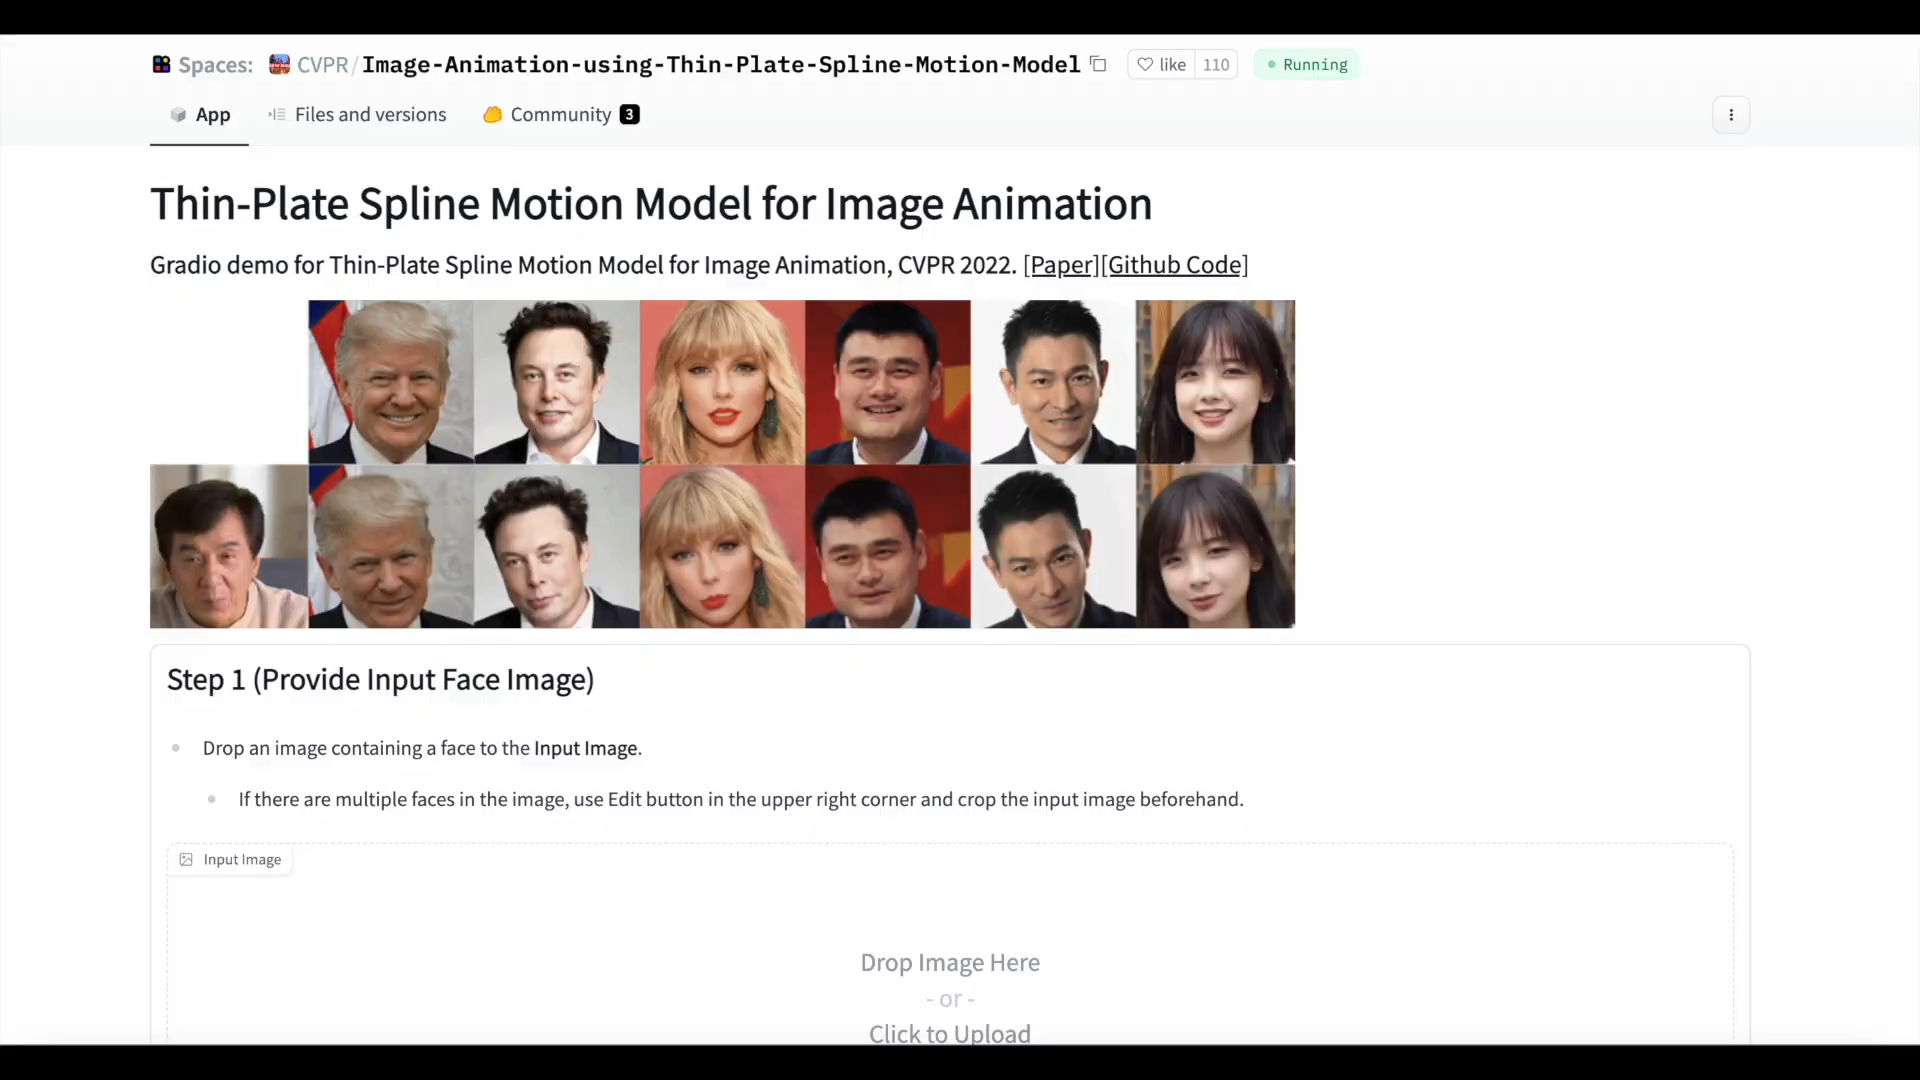 Spaces: CVPR/Image-Animation-using-Thin-Plate-Spline-Motion-Model like 110 Running
App Files and versions Community 3
Thin-Plate Spline Motion Model for Image Animation
Gradio demo for Thin-Plate Spline Motion Model for Image Animation, CVPR 2022. [Paper][Github Code]
Step 1 (Provide Input Face Image)
Drop an image containing a face to the Input Image.
If there are multiple faces in the image, use Edit button in the upper right corner and crop the input image beforehand.
Input Image
Drop Image Here
- or -
Click to Upload